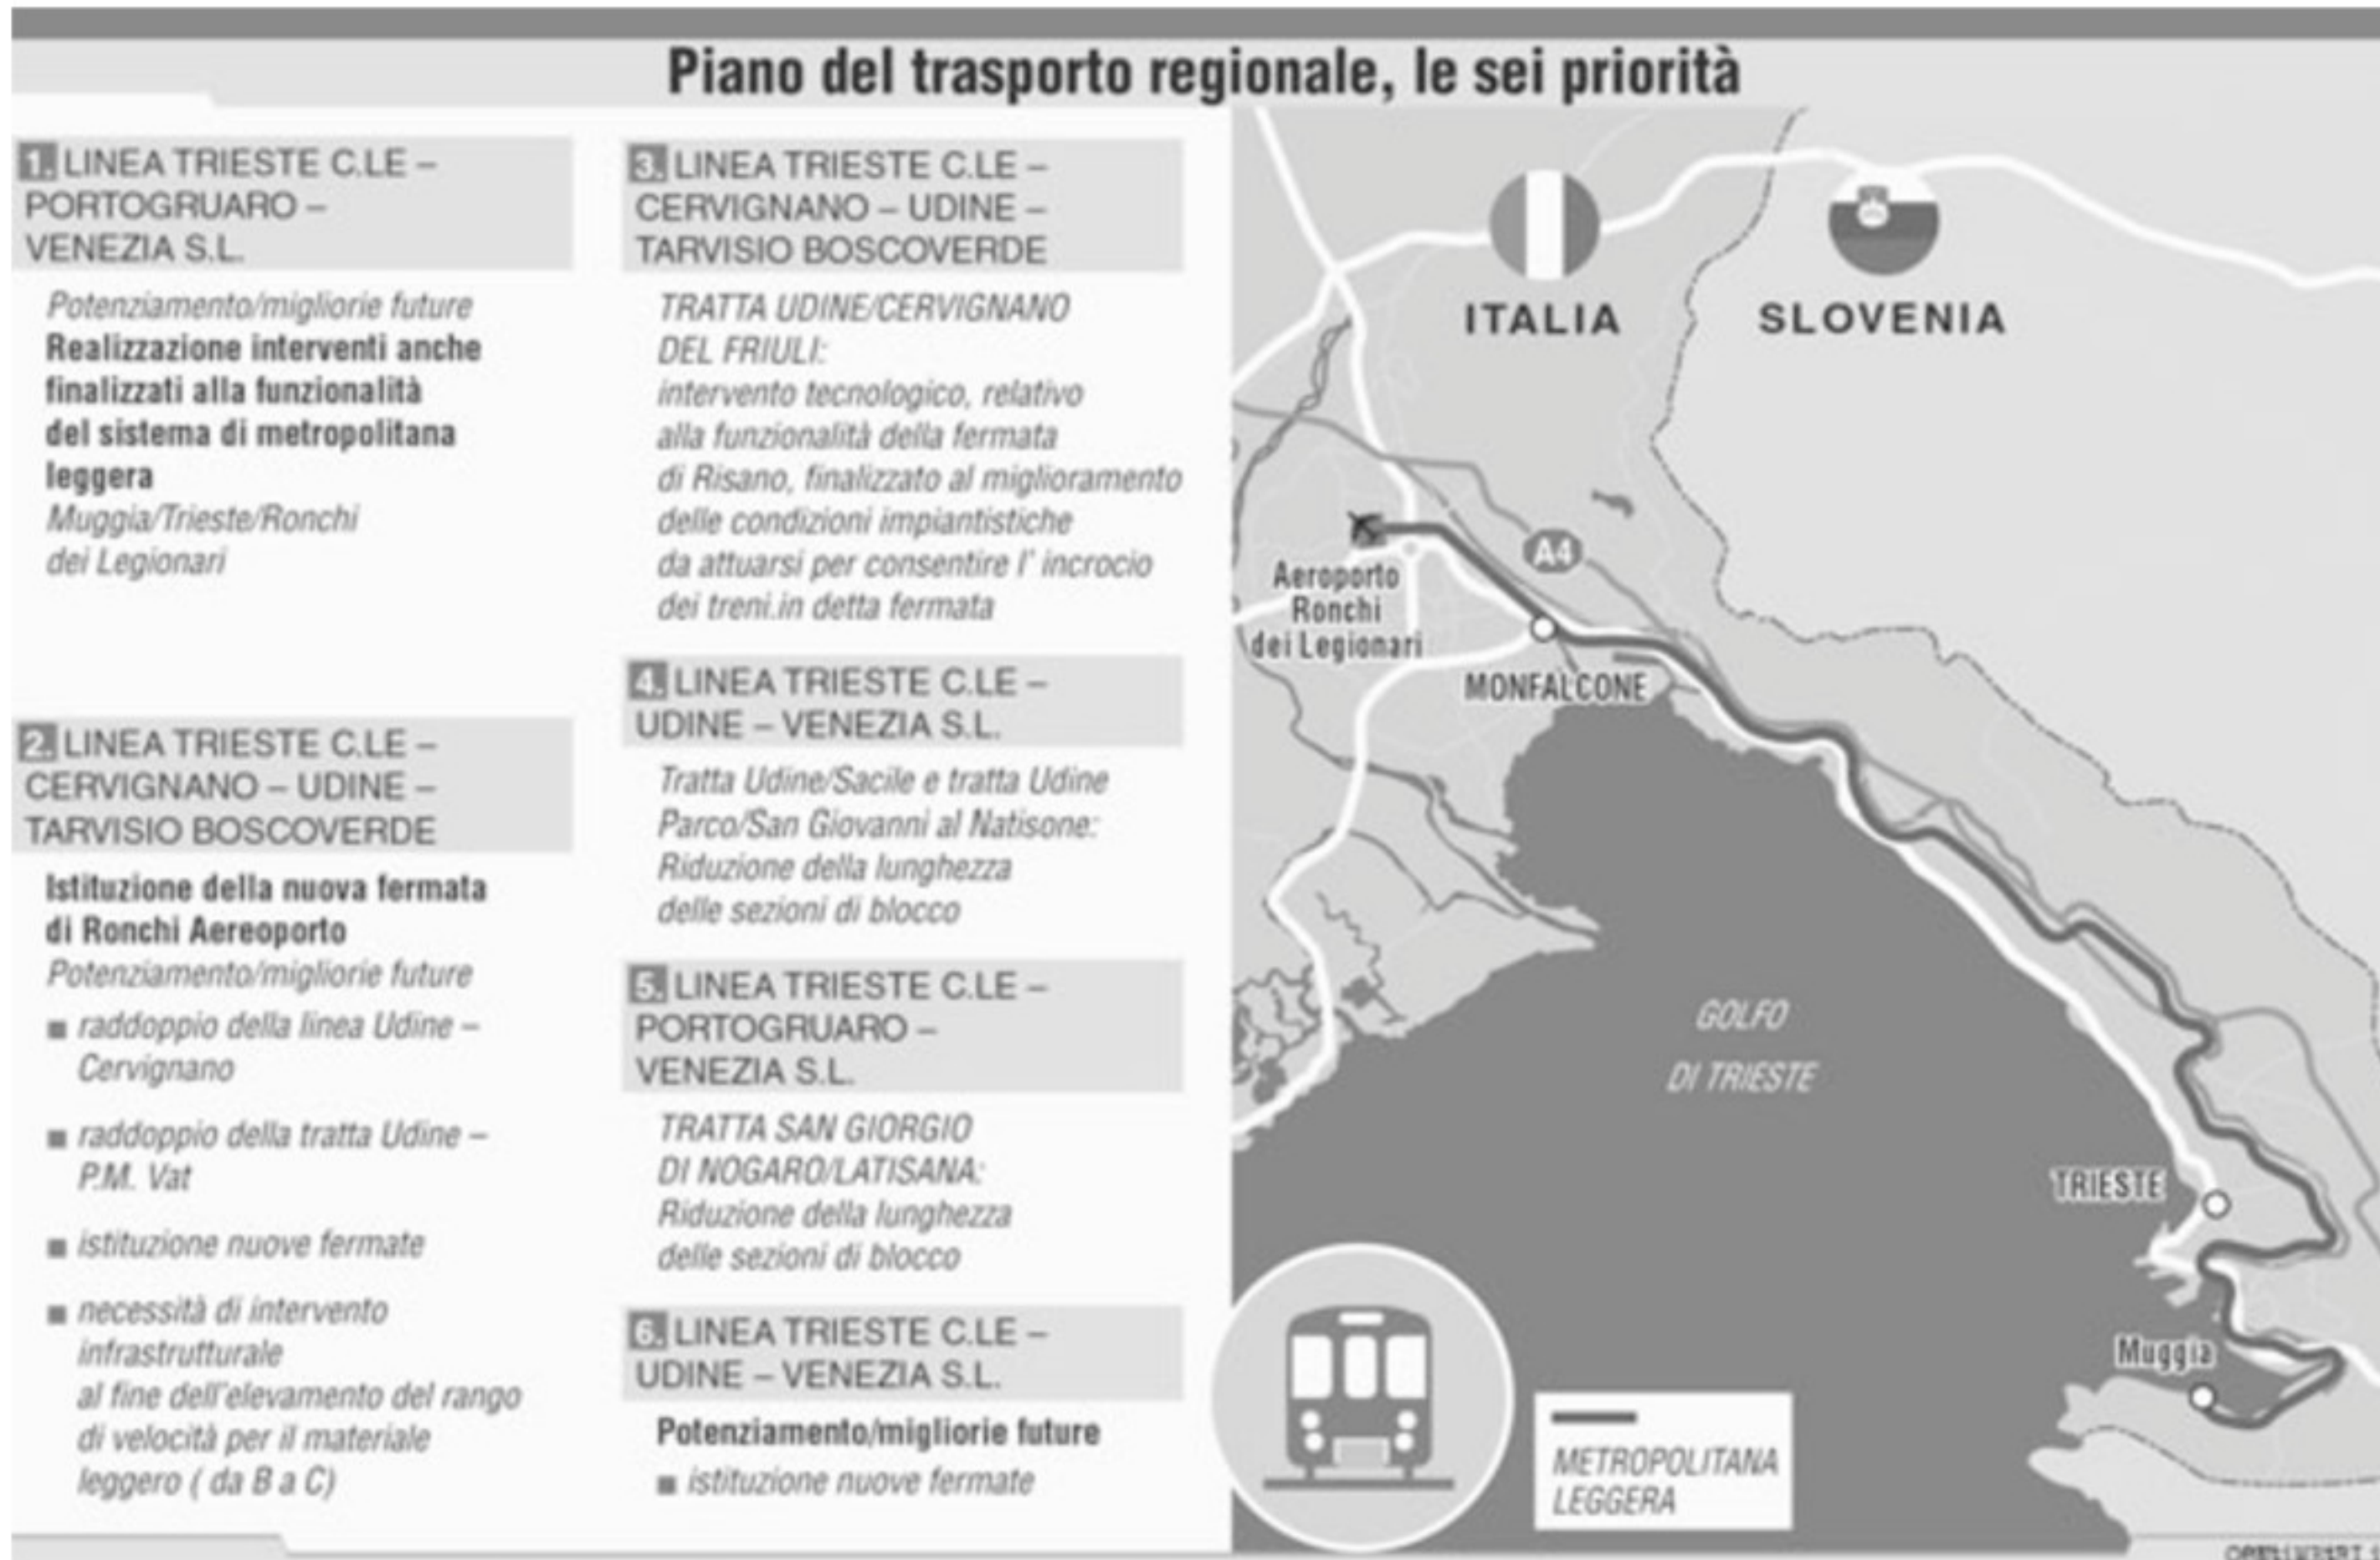 Piano del trasporto regionale, le sei priorità
1. LINEA TRIESTE C.LE –
PORTOGRUARO –
VENEZIA S.L.
Potenziamento/migliorie future
Realizzazione interventi anche
finalizzati alla funzionalità
del sistema di metropolitana
leggera
Muggia/Trieste/Ronchi
dei Legionari
2. LINEA TRIESTE C.LE –
CERVIGNANO – UDINE –
TARVISIO BOSCOVERDE
Istituzione della nuova fermata
di Ronchi Aereoporto
Potenziamento/migliorie future
■ raddoppio della linea Udine –
Cervignano
■ raddoppio della tratta Udine –
P.M. Vat
■ istituzione nuove fermate
■ necessità di intervento
infrastrutturale
al fine dell'elevamento del rango
di velocità per il materiale
leggero ( da B a C)
3. LINEA TRIESTE C.LE –
CERVIGNANO – UDINE –
TARVISIO BOSCOVERDE
TRATTA UDINE/CERVIGNANO
DEL FRIULI:
intervento tecnologico, relativo
alla funzionalità della fermata
di Risano, finalizzato al miglioramento
delle condizioni impiantistiche
da attuarsi per consentire l' incrocio
dei treni.in detta fermata
4. LINEA TRIESTE C.LE –
UDINE – VENEZIA S.L.
Tratta Udine/Sacile e tratta Udine
Parco/San Giovanni al Natisone:
Riduzione della lunghezza
delle sezioni di blocco
5. LINEA TRIESTE C.LE –
PORTOGRUARO –
VENEZIA S.L.
TRATTA SAN GIORGIO
DI NOGARO/LATISANA:
Riduzione della lunghezza
delle sezioni di blocco
6. LINEA TRIESTE C.LE –
UDINE – VENEZIA S.L.
Potenziamento/migliorie future
■ istituzione nuove fermate
ITALIA
SLOVENIA
A4
Aeroporto
Ronchi
dei Legionari
MONFALCONE
GOLFO
DI TRIESTE
TRIESTE
Muggia
METROPOLITANA
LEGGERA